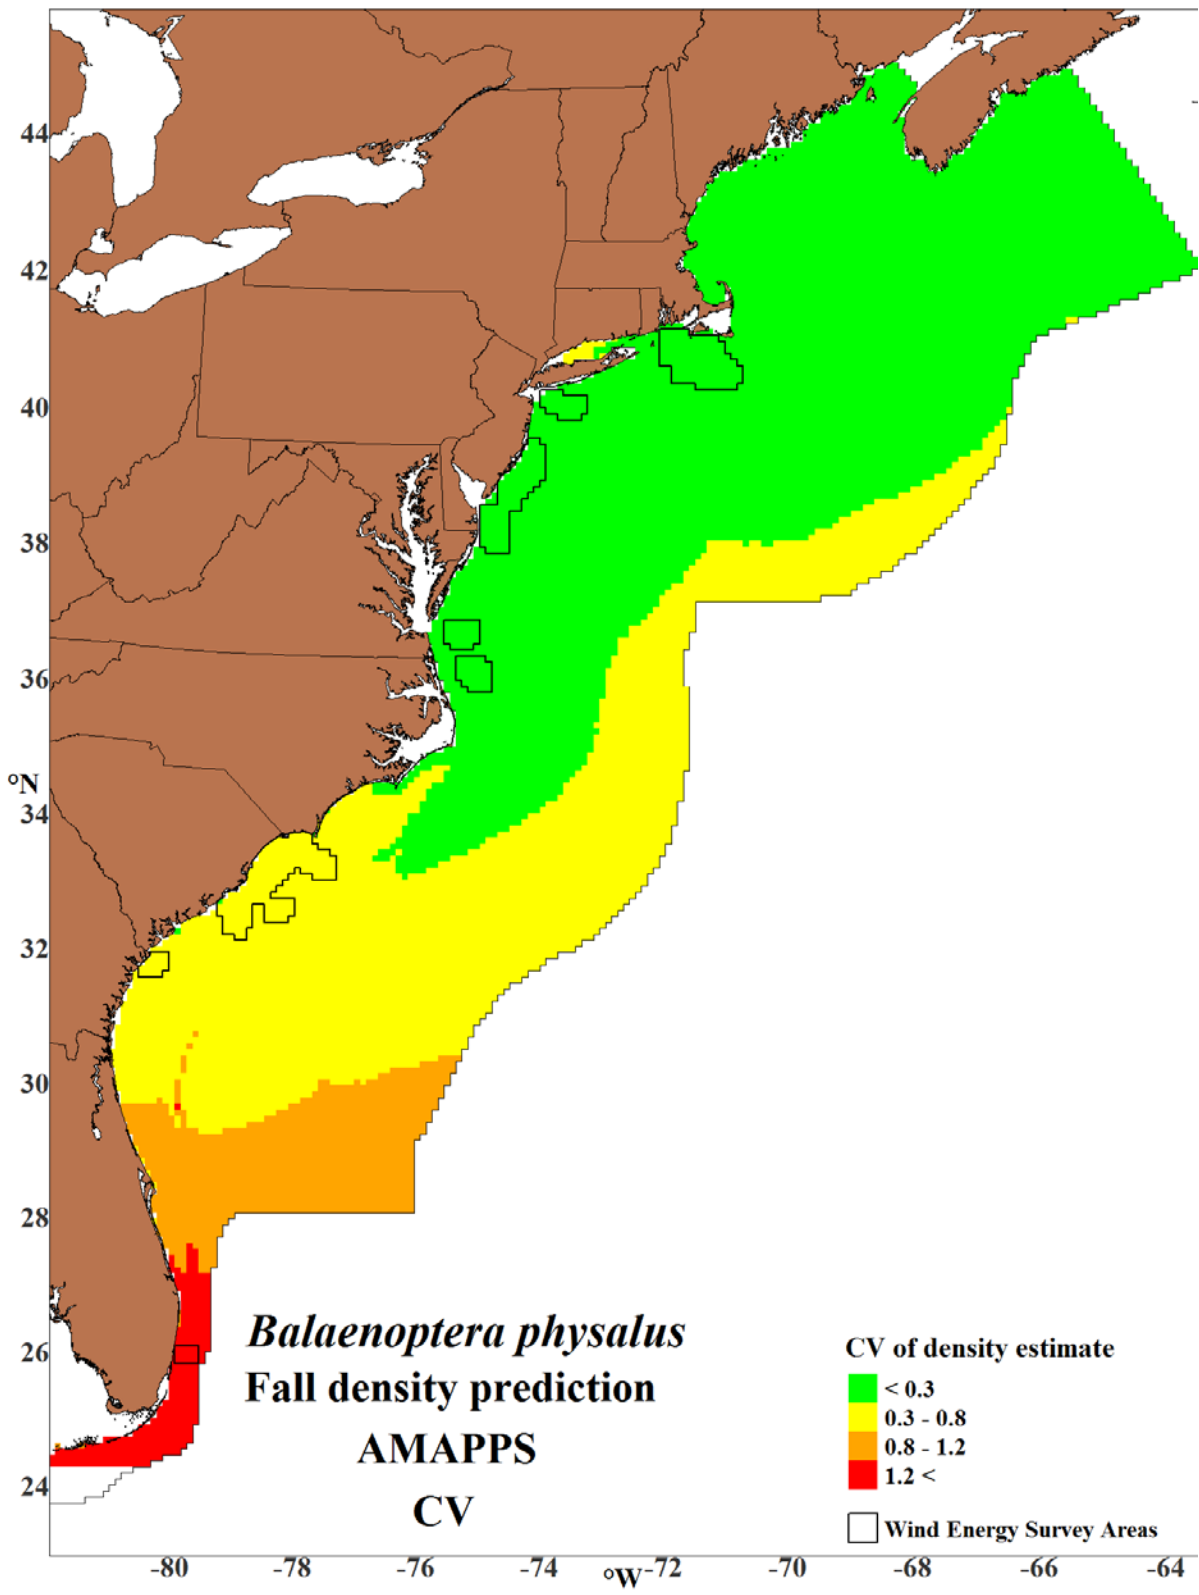 44
42
40
38
36
°N
34
32
30
28
26
24
Balaenoptera physalus
Fall density prediction
AMAPPS
CV
CV of density estimate
< 0.3
0.3 - 0.8
0.8 - 1.2
1.2 <
Wind Energy Survey Areas
-80 -78 -76 -74 °W -72 -70 -68 -66 -64